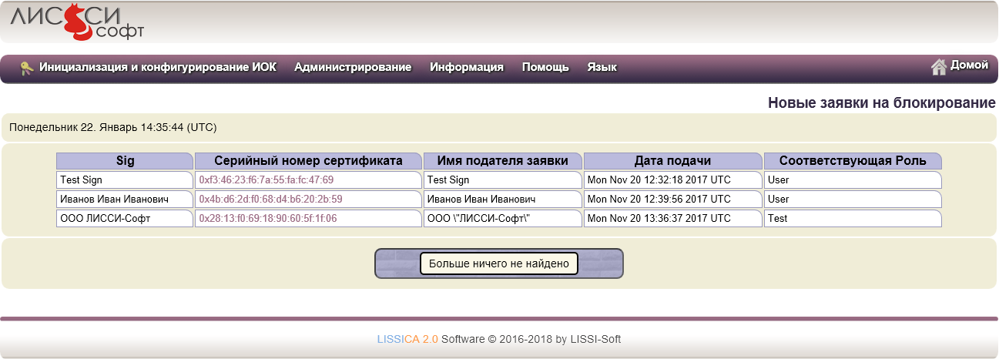 ЛИССИ
софт
Инициализация и конфигурирование ИОК Администрирование Информация Помощь Язык Домой
Новые заявки на блокирование
Понедельник 22. Январь 14:35:44 (UTC)
Sig Серийный номер сертификата Имя подателя заявки Дата подачи Соответствующая Роль
Test Sign 0xf3:46:23:f6:7a:55:fa:fc:47:69 Test Sign Mon Nov 20 12:32:18 2017 UTC User
Иванов Иван Иванович 0x4b:d6:2d:f0:68:d4:b6:20:2b:59 Иванов Иван Иванович Mon Nov 20 12:39:56 2017 UTC User
ООО ЛИССИ-Софт 0x28:13:f0:69:18:90:60:5f:1f:06 ООО \"ЛИССИ-Софт\" Mon Nov 20 13:36:37 2017 UTC Test
Больше ничего не найдено
LISSICA 2.0 Software © 2016-2018 by LISSI-Soft